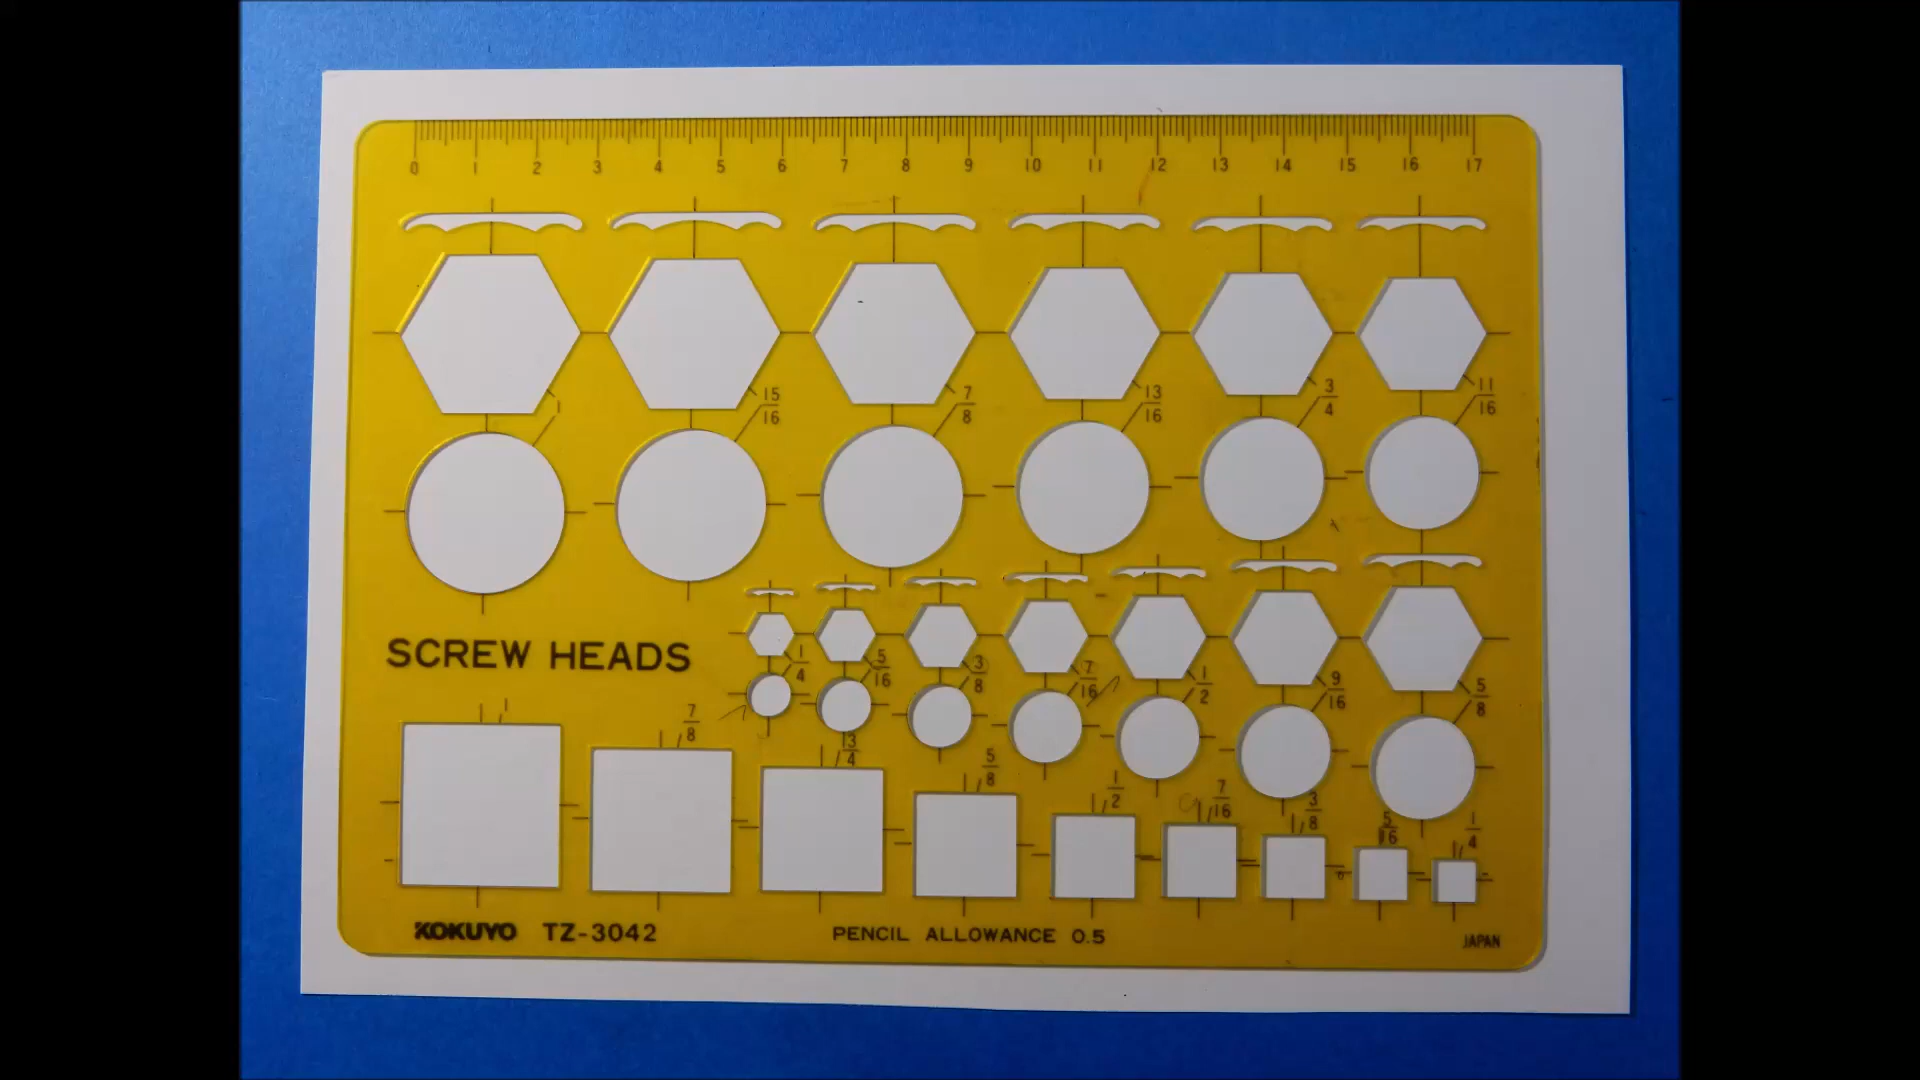 0 1 2 3 4 5 6 7 8 9 10 11 12 13 14 15 16 17
1 15/16 7/8 13/16 3/4 11/16
1/4 5/16 3/8 7/16 1/2 9/16 5/8
SCREW HEADS
1 7/8 3/4 5/8 1/2 7/16 3/8 5/16 1/4
KOKUYO TZ-3042 PENCIL ALLOWANCE 0.5 JAPAN